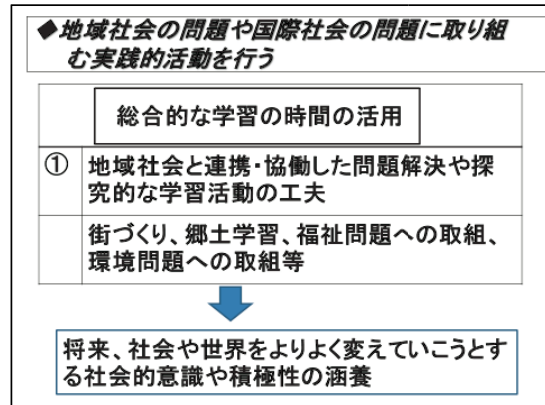 ◆地域社会の問題や国際社会の問題に取り組
む実践的活動を行う
総合的な学習の時間の活用
① 地域社会と連携・協働した問題解決や探
究的な学習活動の工夫
街づくり、郷土学習、福祉問題への取組、
環境問題への取組等
将来、社会や世界をよりよく変えていこうとす
る社会的意識や積極性の涵養